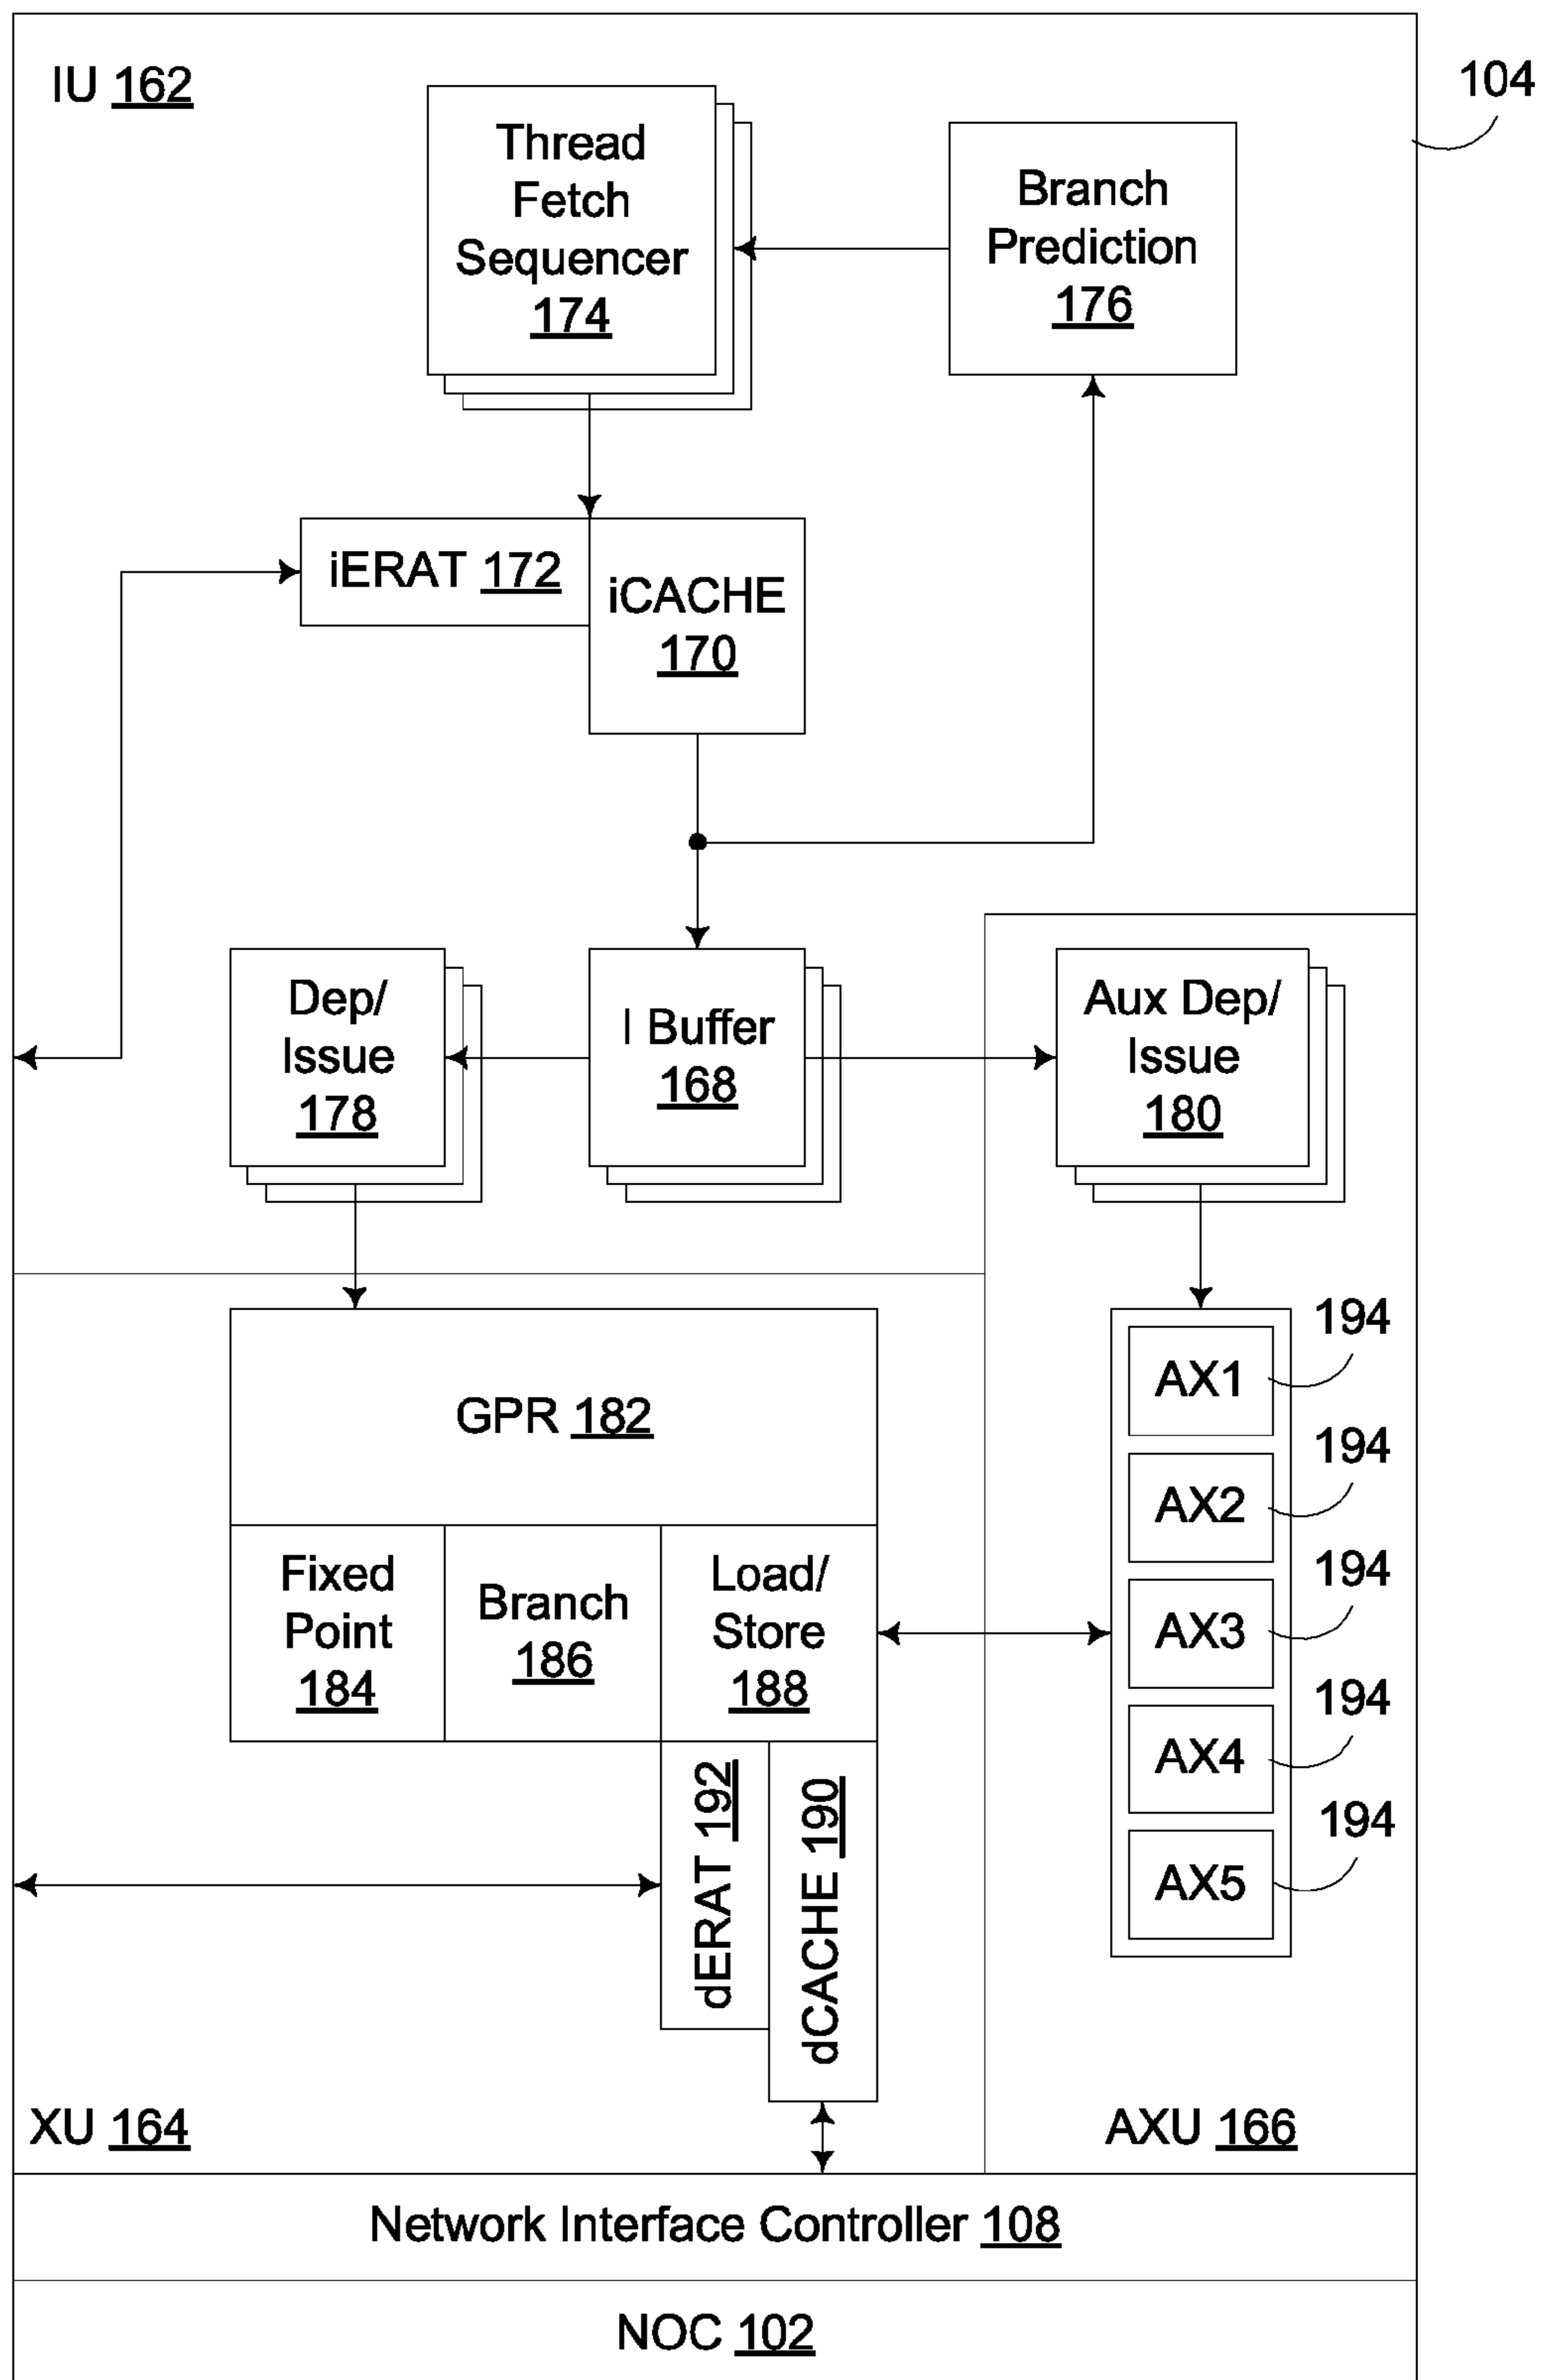 IU 162
104
Thread
Fetch
Sequencer
174
Branch
Prediction
176
iERAT 172
iCACHE
170
Dep/
Issue
178
I Buffer
168
Aux Dep/
Issue
180
GPR 182
Fixed
Point
184
Branch
186
Load/
Store
188
dERAT 192
dCACHE 190
194
AX1
194
AX2
194
AX3
194
AX4
194
AX5
XU 164
AXU 166
Network Interface Controller 108
NOC 102